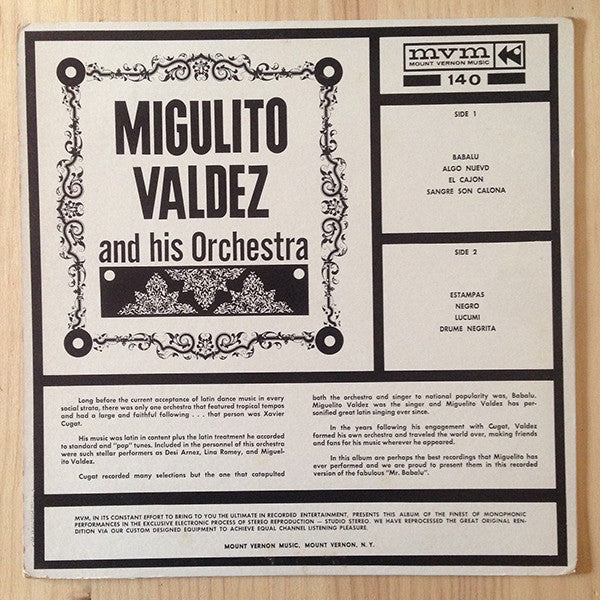 MIGULITO
VALDEZ
and his Orchestra
mvm
MOUNT VERNON MUSIC
140
SIDE 1
BABALU
ALGO NUEVD
EL CAJON
SANGRE SON CALONA
SIDE 2
ESTAMPAS
NEGRO
LUCUMI
DRUME NEGRITA
Long before the current acceptance of latin dance music in every
social strata, there was only one orchestra that featured tropical tempos
and had a large and faithful following . . . that person was Xavier
Cugat.
His music was latin in content plus the latin treatment he accorded
to standard and "pop" tunes. Included in the personnel of this orchestra
were such stellar performers as Desi Arnez, Lina Romey, and Miguel-
ito Valdez.
Cugat recorded many selections but the one that catapulted
both the orchestra and singer to national popularity was, Babalu.
Miguelito Valdez was the singer and Miguelito Valdez has per-
sonified great latin singing ever since.
In the years following his engagement with Cugat, Valdez
formed his own orchestra and traveled the world over, making friends
and fans for his music wherever he appeared.
In this album are perhaps the best recordings that Miguelito has
ever performed and we are proud to present them in this recorded
version of the fabulous "Mr. Babalu".
MVM, IN ITS CONSTANT EFFORT TO BRING TO YOU THE ULTIMATE IN RECORDED ENTERTAINMENT, PRESENTS THIS ALBUM OF THE FINEST OF MONOPHONIC
PERFORMANCES IN THE EXCLUSIVE ELECTRONIC PROCESS OF STEREO REPRODUCTION — STUDIO STEREO. WE HAVE REPROCESSED THE GREAT ORIGINAL REN-
DITION VIA OUR CUSTOM DESIGNED EQUIPMENT TO ACHIEVE EQUAL CHANNEL LISTENING PLEASURE.
MOUNT VERNON MUSIC, MOUNT VERNON, N. Y.